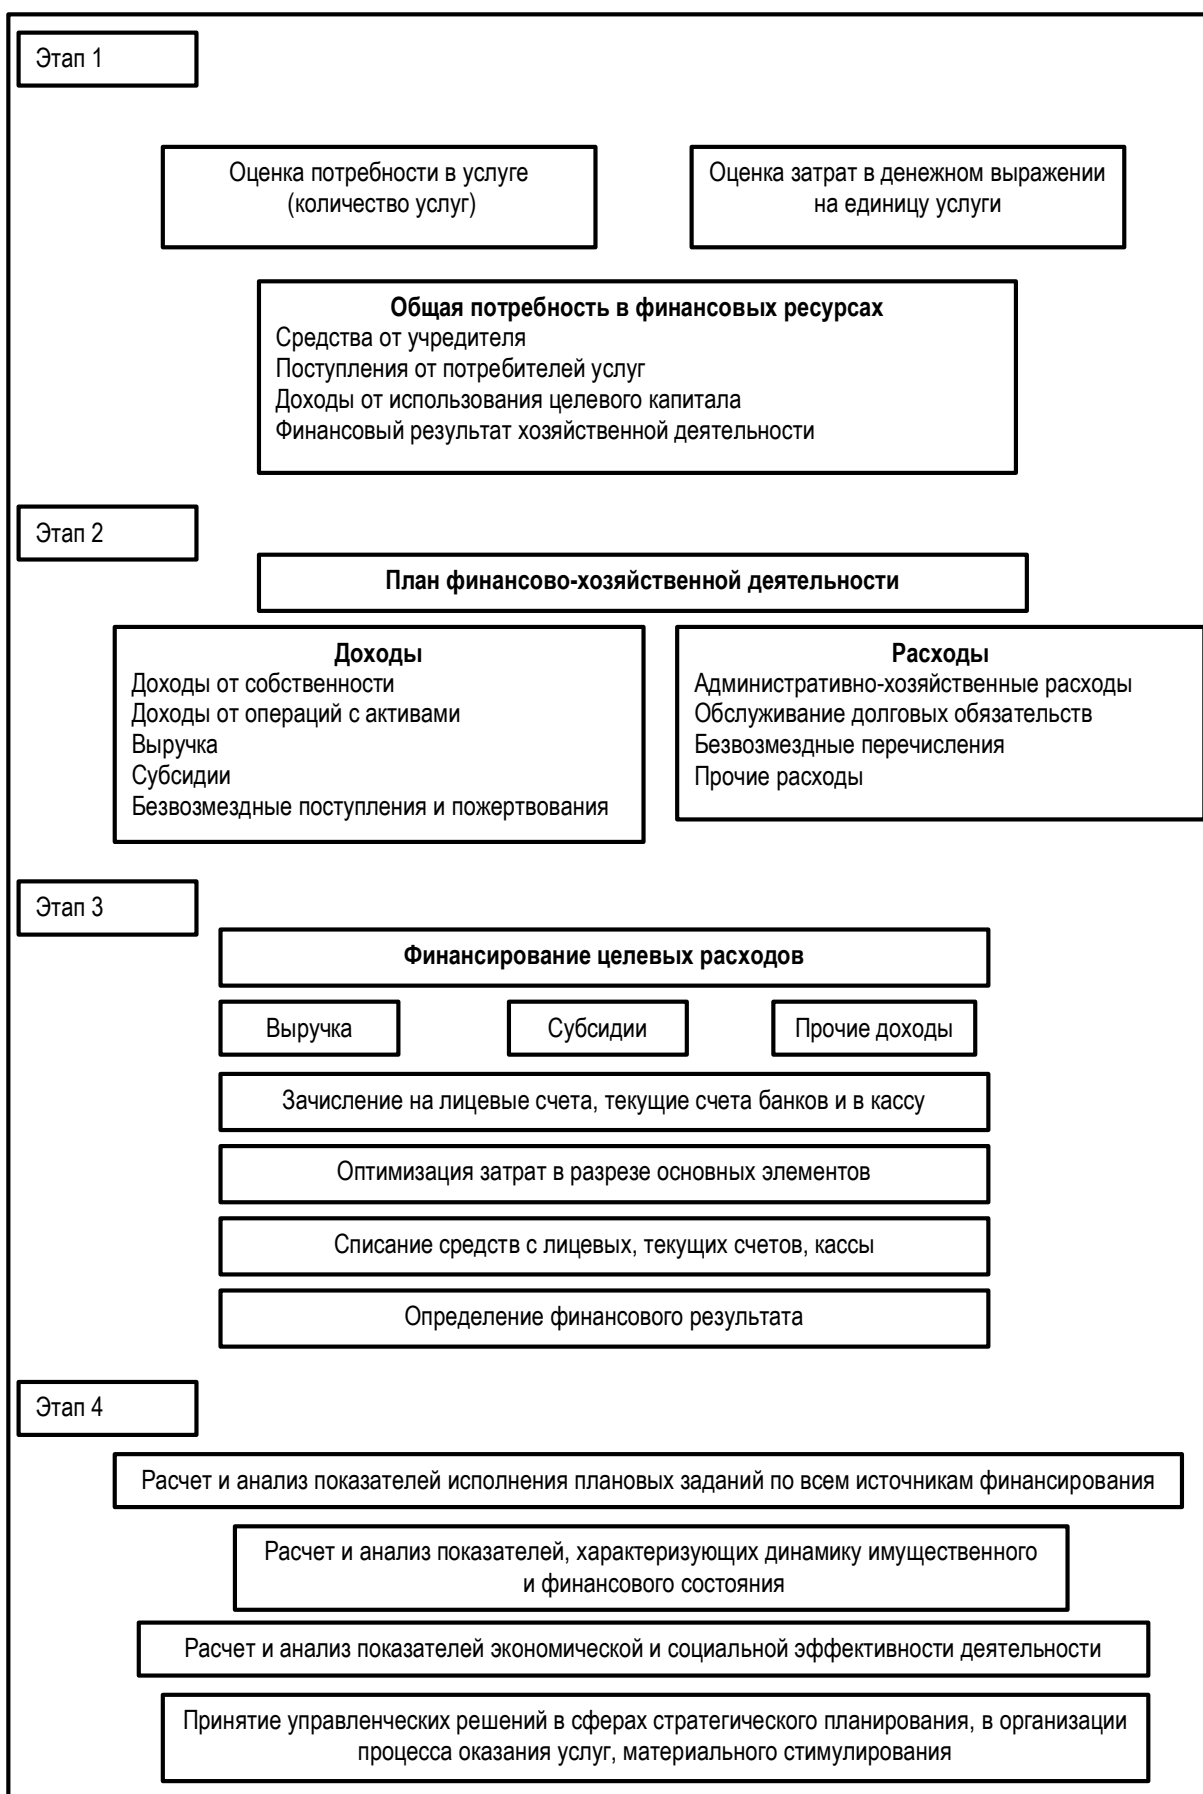 Этап 1
Оценка потребности в услуге
(количество услуг)
Оценка затрат в денежном выражении
на единицу услуги
Общая потребность в финансовых ресурсах
Средства от учредителя
Поступления от потребителей услуг
Доходы от использования целевого капитала
Финансовый результат хозяйственной деятельности
Этап 2
План финансово-хозяйственной деятельности
Доходы
Доходы от собственности
Доходы от операций с активами
Выручка
Субсидии
Безвозмездные поступления и пожертвования
Расходы
Административно-хозяйственные расходы
Обслуживание долговых обязательств
Безвозмездные перечисления
Прочие расходы
Этап 3
Финансирование целевых расходов
Выручка
Субсидии
Прочие доходы
Зачисление на лицевые счета, текущие счета банков и в кассу
Оптимизация затрат в разрезе основных элементов
Списание средств с лицевых, текущих счетов, кассы
Определение финансового результата
Этап 4
Расчет и анализ показателей исполнения плановых заданий по всем источникам финансирования
Расчет и анализ показателей, характеризующих динамику имущественного
и финансового состояния
Расчет и анализ показателей экономической и социальной эффективности деятельности
Принятие управленческих решений в сферах стратегического планирования, в организации
процесса оказания услуг, материального стимулирования